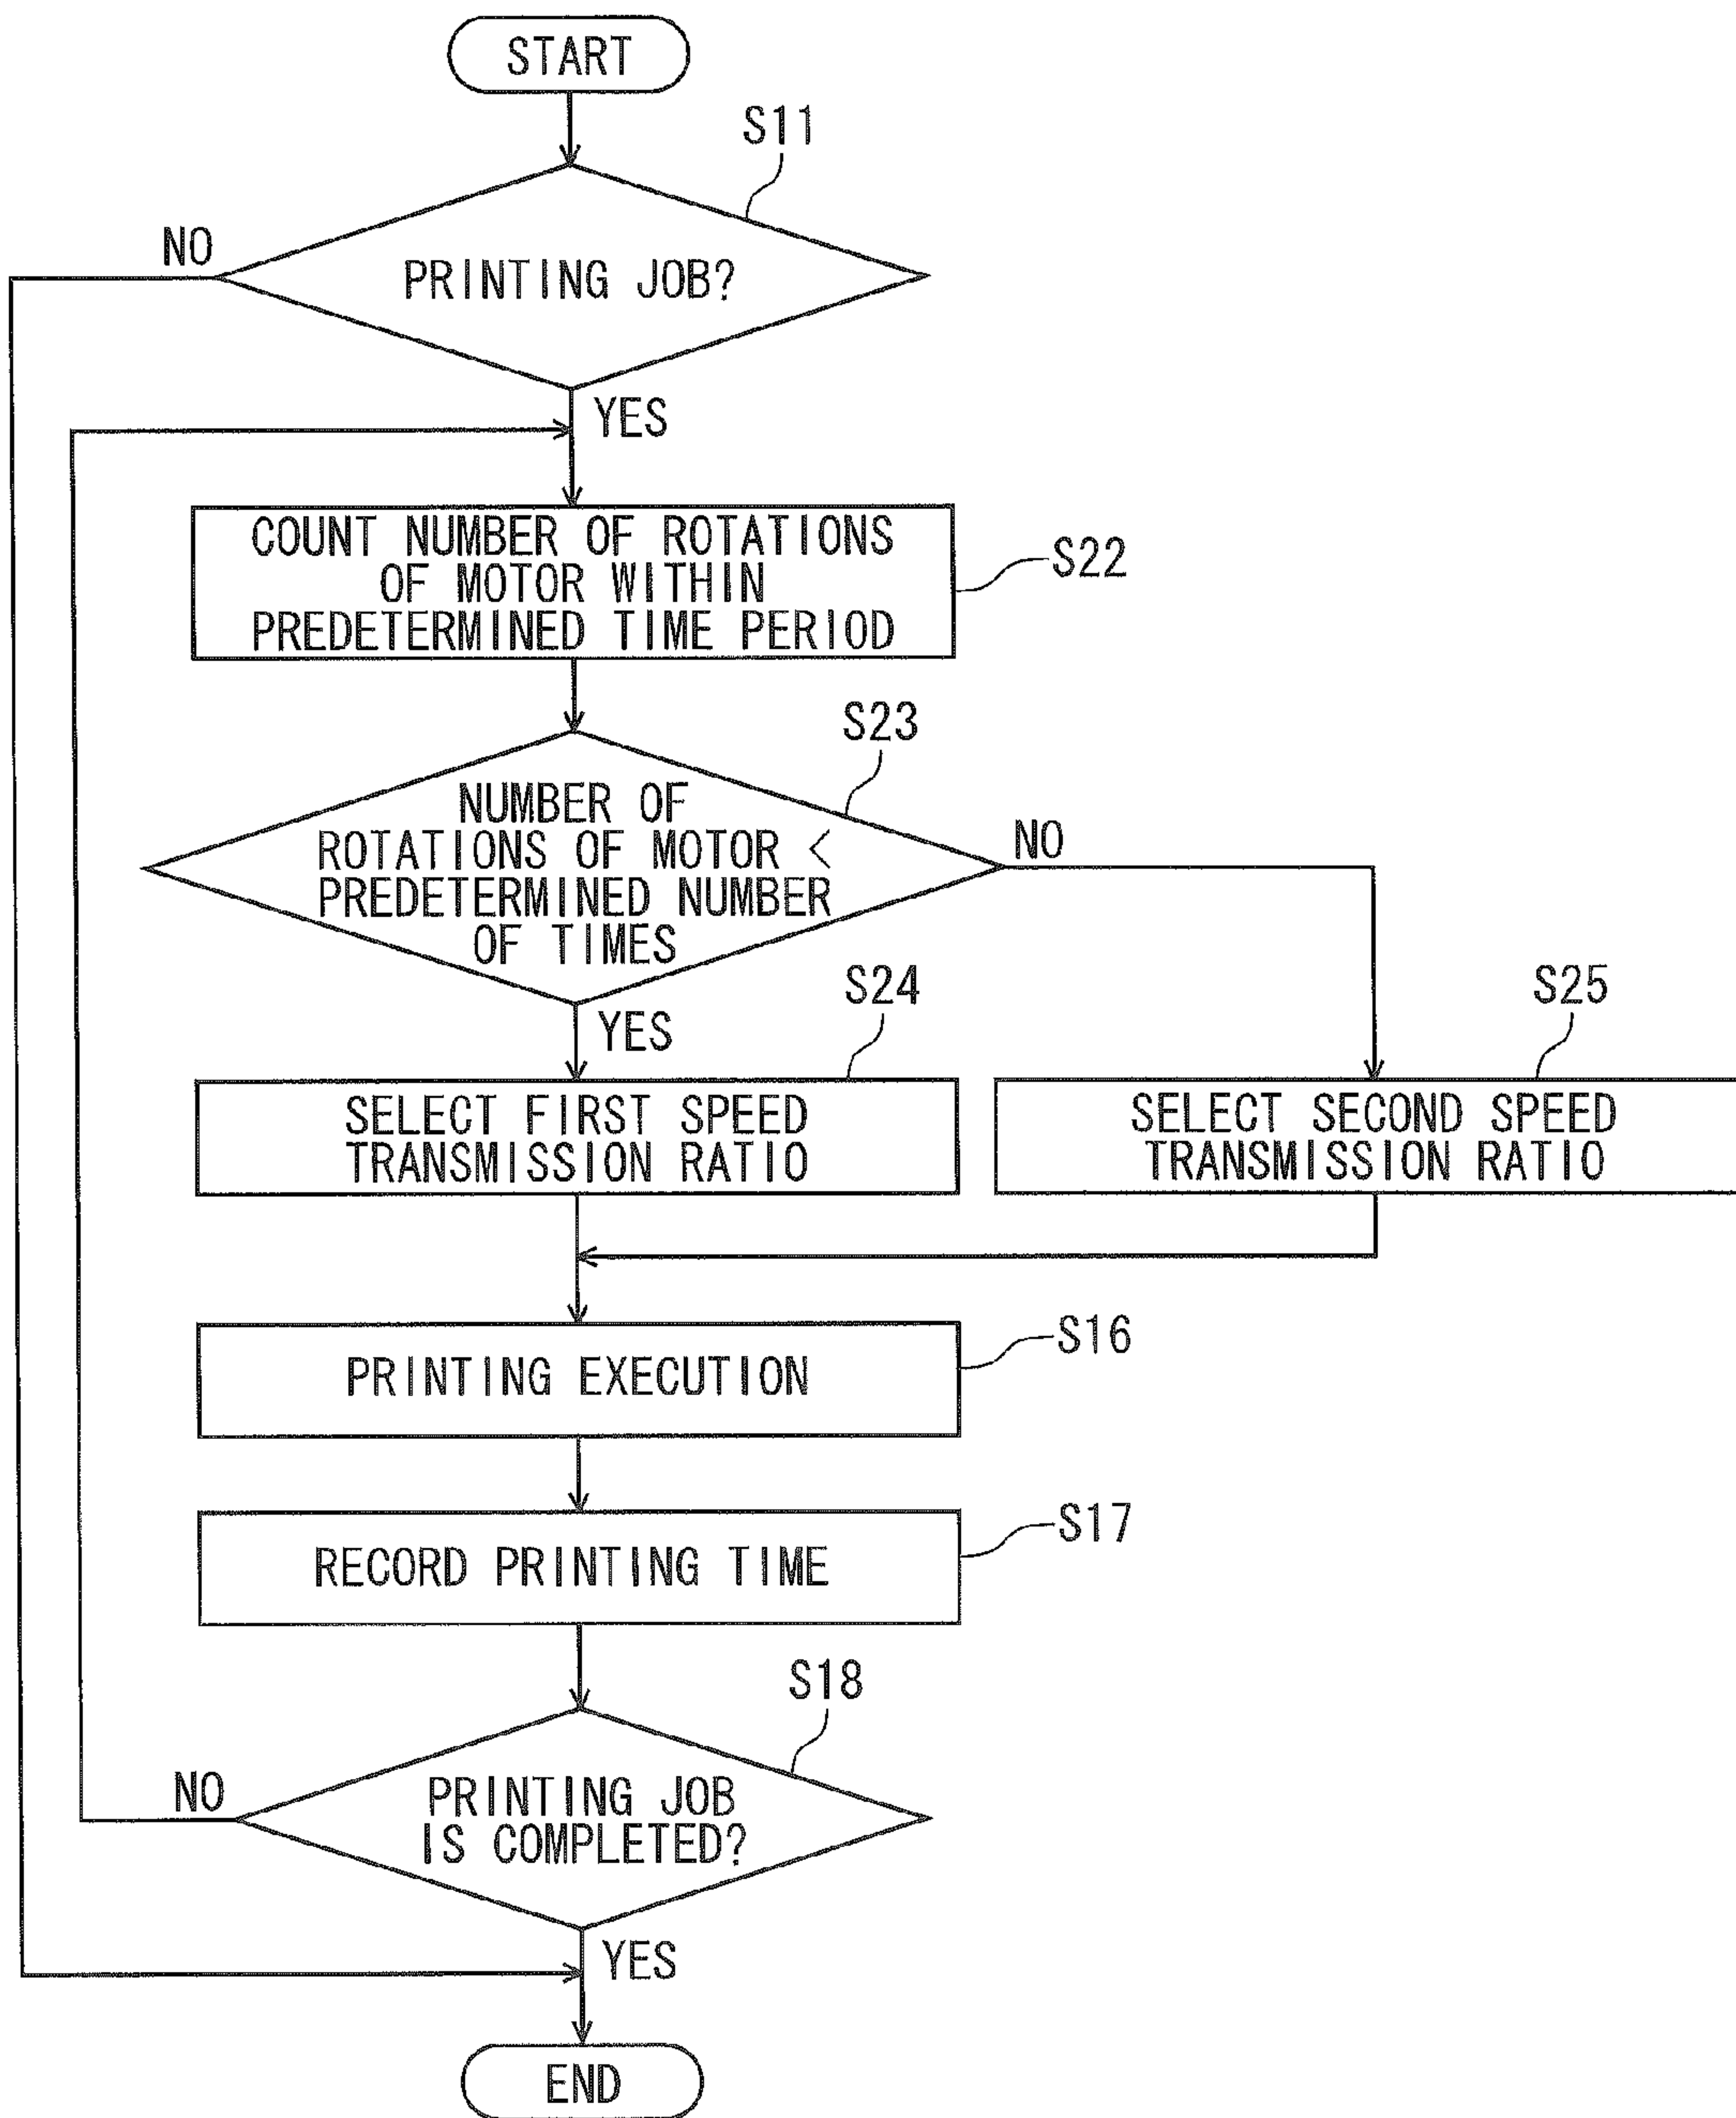 START
S11
NO
PRINTING JOB?
YES
COUNT NUMBER OF ROTATIONS
OF MOTOR WITHIN
PREDETERMINED TIME PERIOD
S22
S23
NUMBER OF
ROTATIONS OF MOTOR <
PREDETERMINED NUMBER
OF TIMES
NO
YES
S24
S25
SELECT FIRST SPEED
TRANSMISSION RATIO
SELECT SECOND SPEED
TRANSMISSION RATIO
PRINTING EXECUTION
S16
RECORD PRINTING TIME
S17
S18
NO
PRINTING JOB
IS COMPLETED?
YES
END